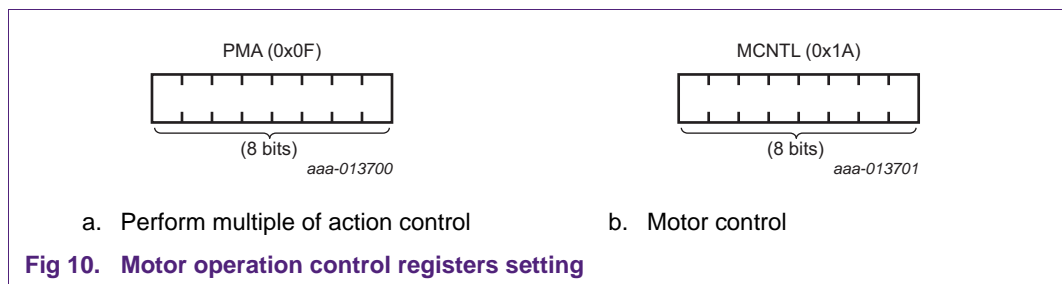 PMA (0x0F)
MCNTL (0x1A)
(8 bits)
(8 bits)
aaa-013700
aaa-013701
a. Perform multiple of action control
b. Motor control
Fig 10. Motor operation control registers setting